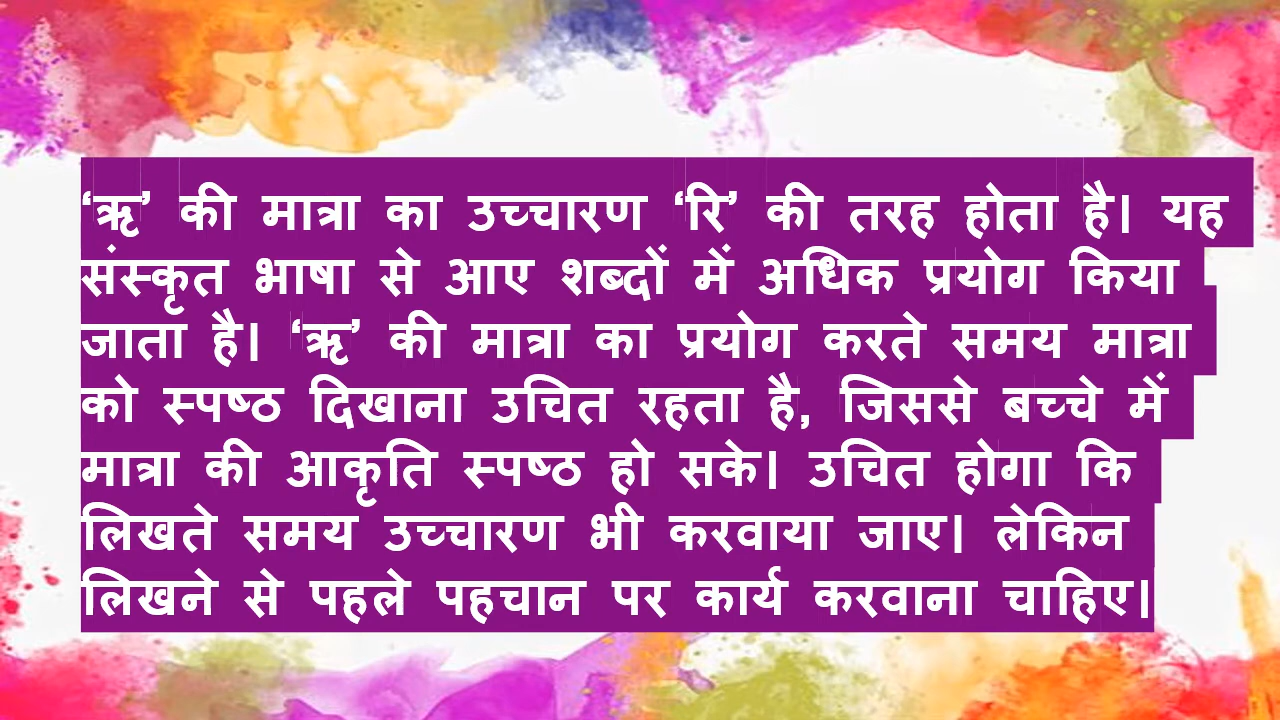 ‘ऋ’ की मात्रा का उच्चारण ‘रि’ की तरह होता है। यह
संस्कृत भाषा से आए शब्दों में अधिक प्रयोग किया
जाता है। ‘ऋ’ की मात्रा का प्रयोग करते समय मात्रा
को स्पष्ठ दिखाना उचित रहता है, जिससे बच्चे में
मात्रा की आकृति स्पष्ठ हो सके। उचित होगा कि
लिखते समय उच्चारण भी करवाया जाए। लेकिन
लिखने से पहले पहचान पर कार्य करवाना चाहिए।